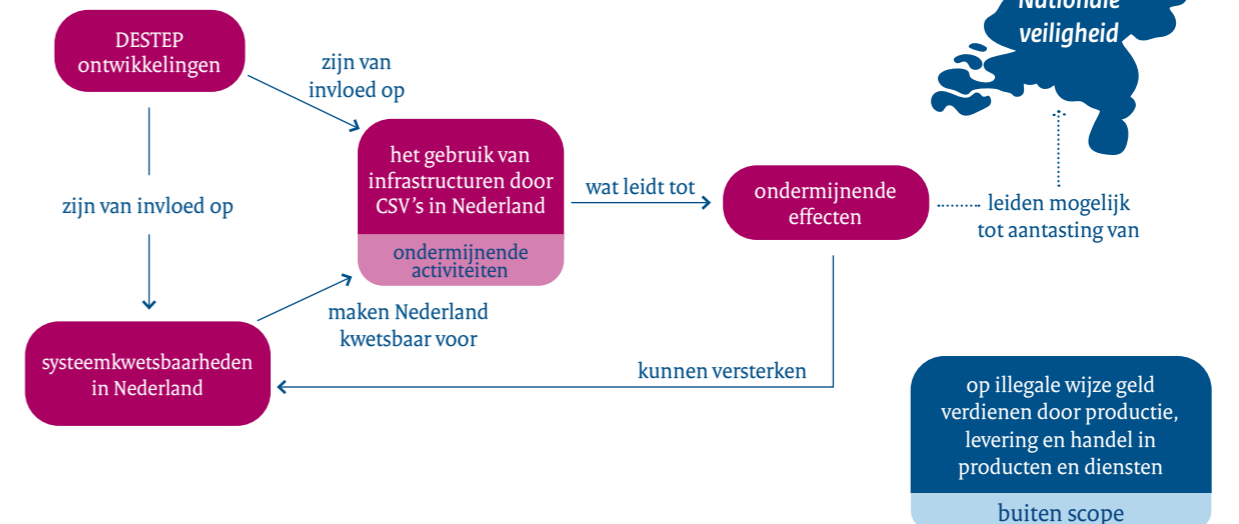 Nationale
veiligheid
DESTEP
ontwikkelingen
zijn van
invloed op
het gebruik van
infrastructuren door
CSV's in Nederland
ondermijnende
activiteiten
wat leidt tot
ondermijnende
effecten
leiden mogelijk
tot aantasting van
zijn van invloed op
maken Nederland
kwetsbaar voor
systeemkwetsbaarheden
in Nederland
kunnen versterken
op illegale wijze geld
verdienen door productie,
levering en handel in
producten en diensten
buiten scope